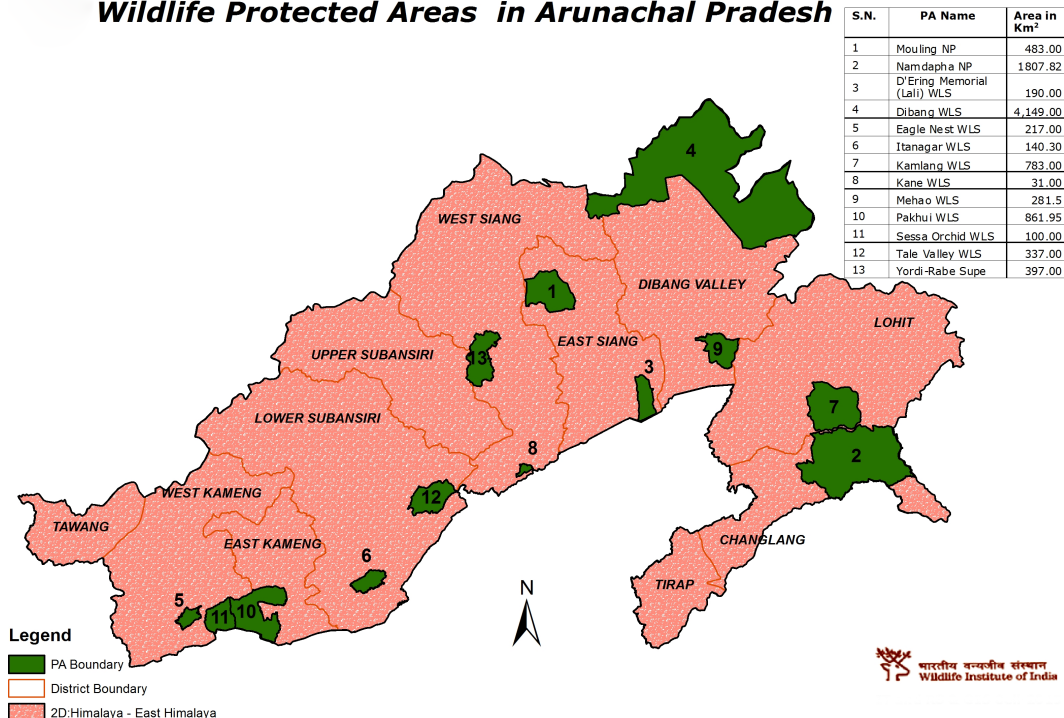 Wildlife Protected Areas in Arunachal Pradesh
S.N. PA Name Area in Km²
1 Mouling NP 483.00
2 Namdapha NP 1807.82
3 D'Ering Memorial (Lali) WLS 190.00
4 Dibang WLS 4,149.00
5 Eagle Nest WLS 217.00
6 Itanagar WLS 140.30
7 Kamlang WLS 783.00
8 Kane WLS 31.00
9 Mehao WLS 281.5
10 Pakhui WLS 861.95
11 Sessa Orchid WLS 100.00
12 Tale Valley WLS 337.00
13 Yordi-Rabe Supe 397.00
4
WEST SIANG
DIBANG VALLEY
1
LOHIT
EAST SIANG
9
UPPER SUBANSIRI
13
3
7
LOWER SUBANSIRI
8
2
WEST KAMENG
12
TAWANG
EAST KAMENG
CHANGLANG
6
TIRAP
N
5
11
10
Legend
PA Boundary
District Boundary
2D:Himalaya - East Himalaya
भारतीय वन्यजीव संस्थान
Wildlife Institute of India